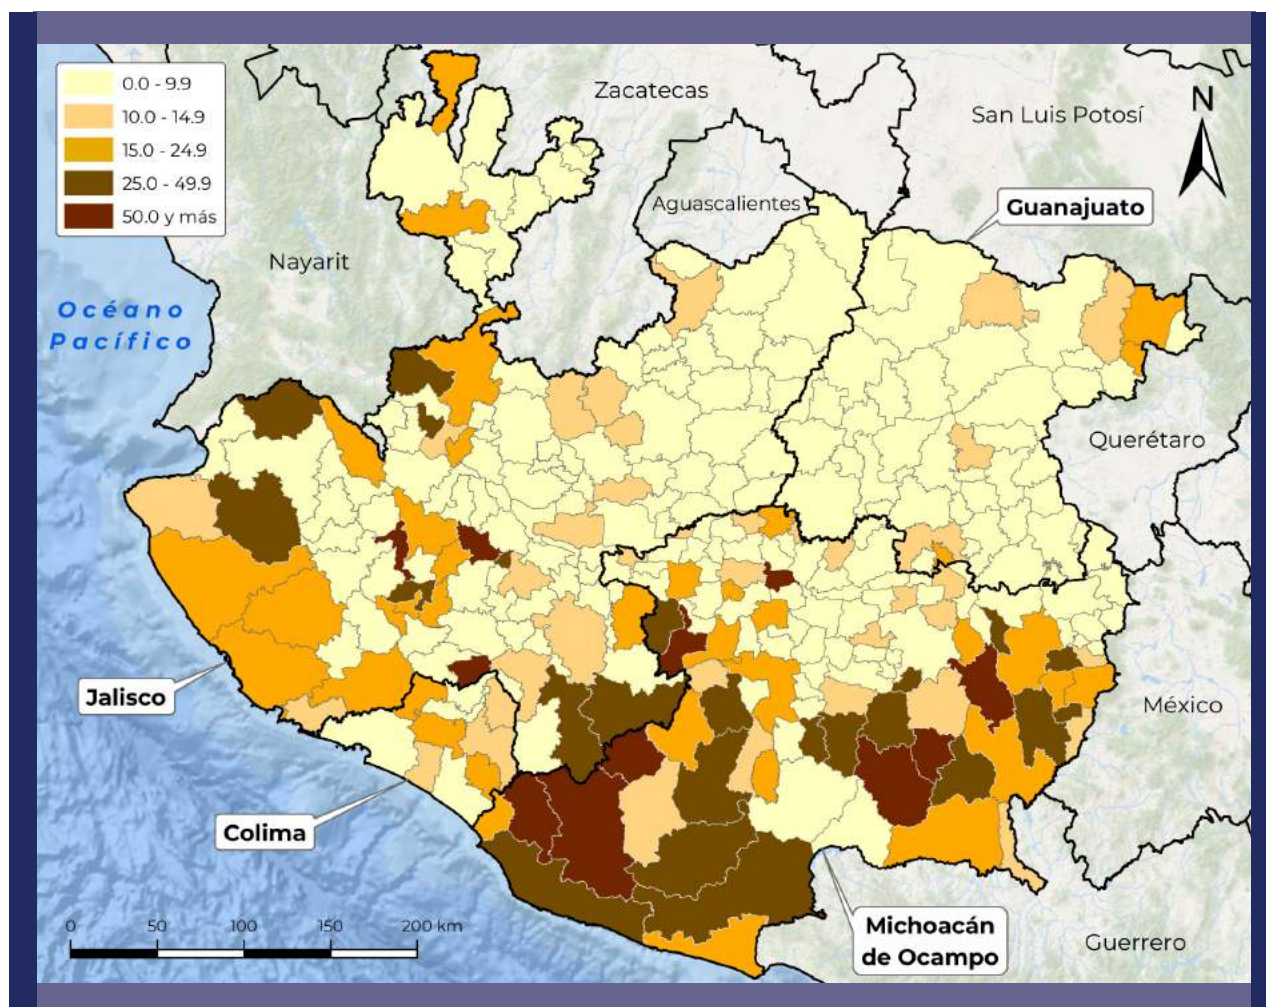 0.0 - 9.9
10.0 - 14.9
15.0 - 24.9
25.0 - 49.9
50.0 y más
Zacatecas
San Luis Potosí
N
Aguascalientes
Guanajuato
Nayarit
Océano
Pacífico
Querétaro
Jalisco
México
Colima
0 50 100 150 200 km
Michoacán
de Ocampo
Guerrero